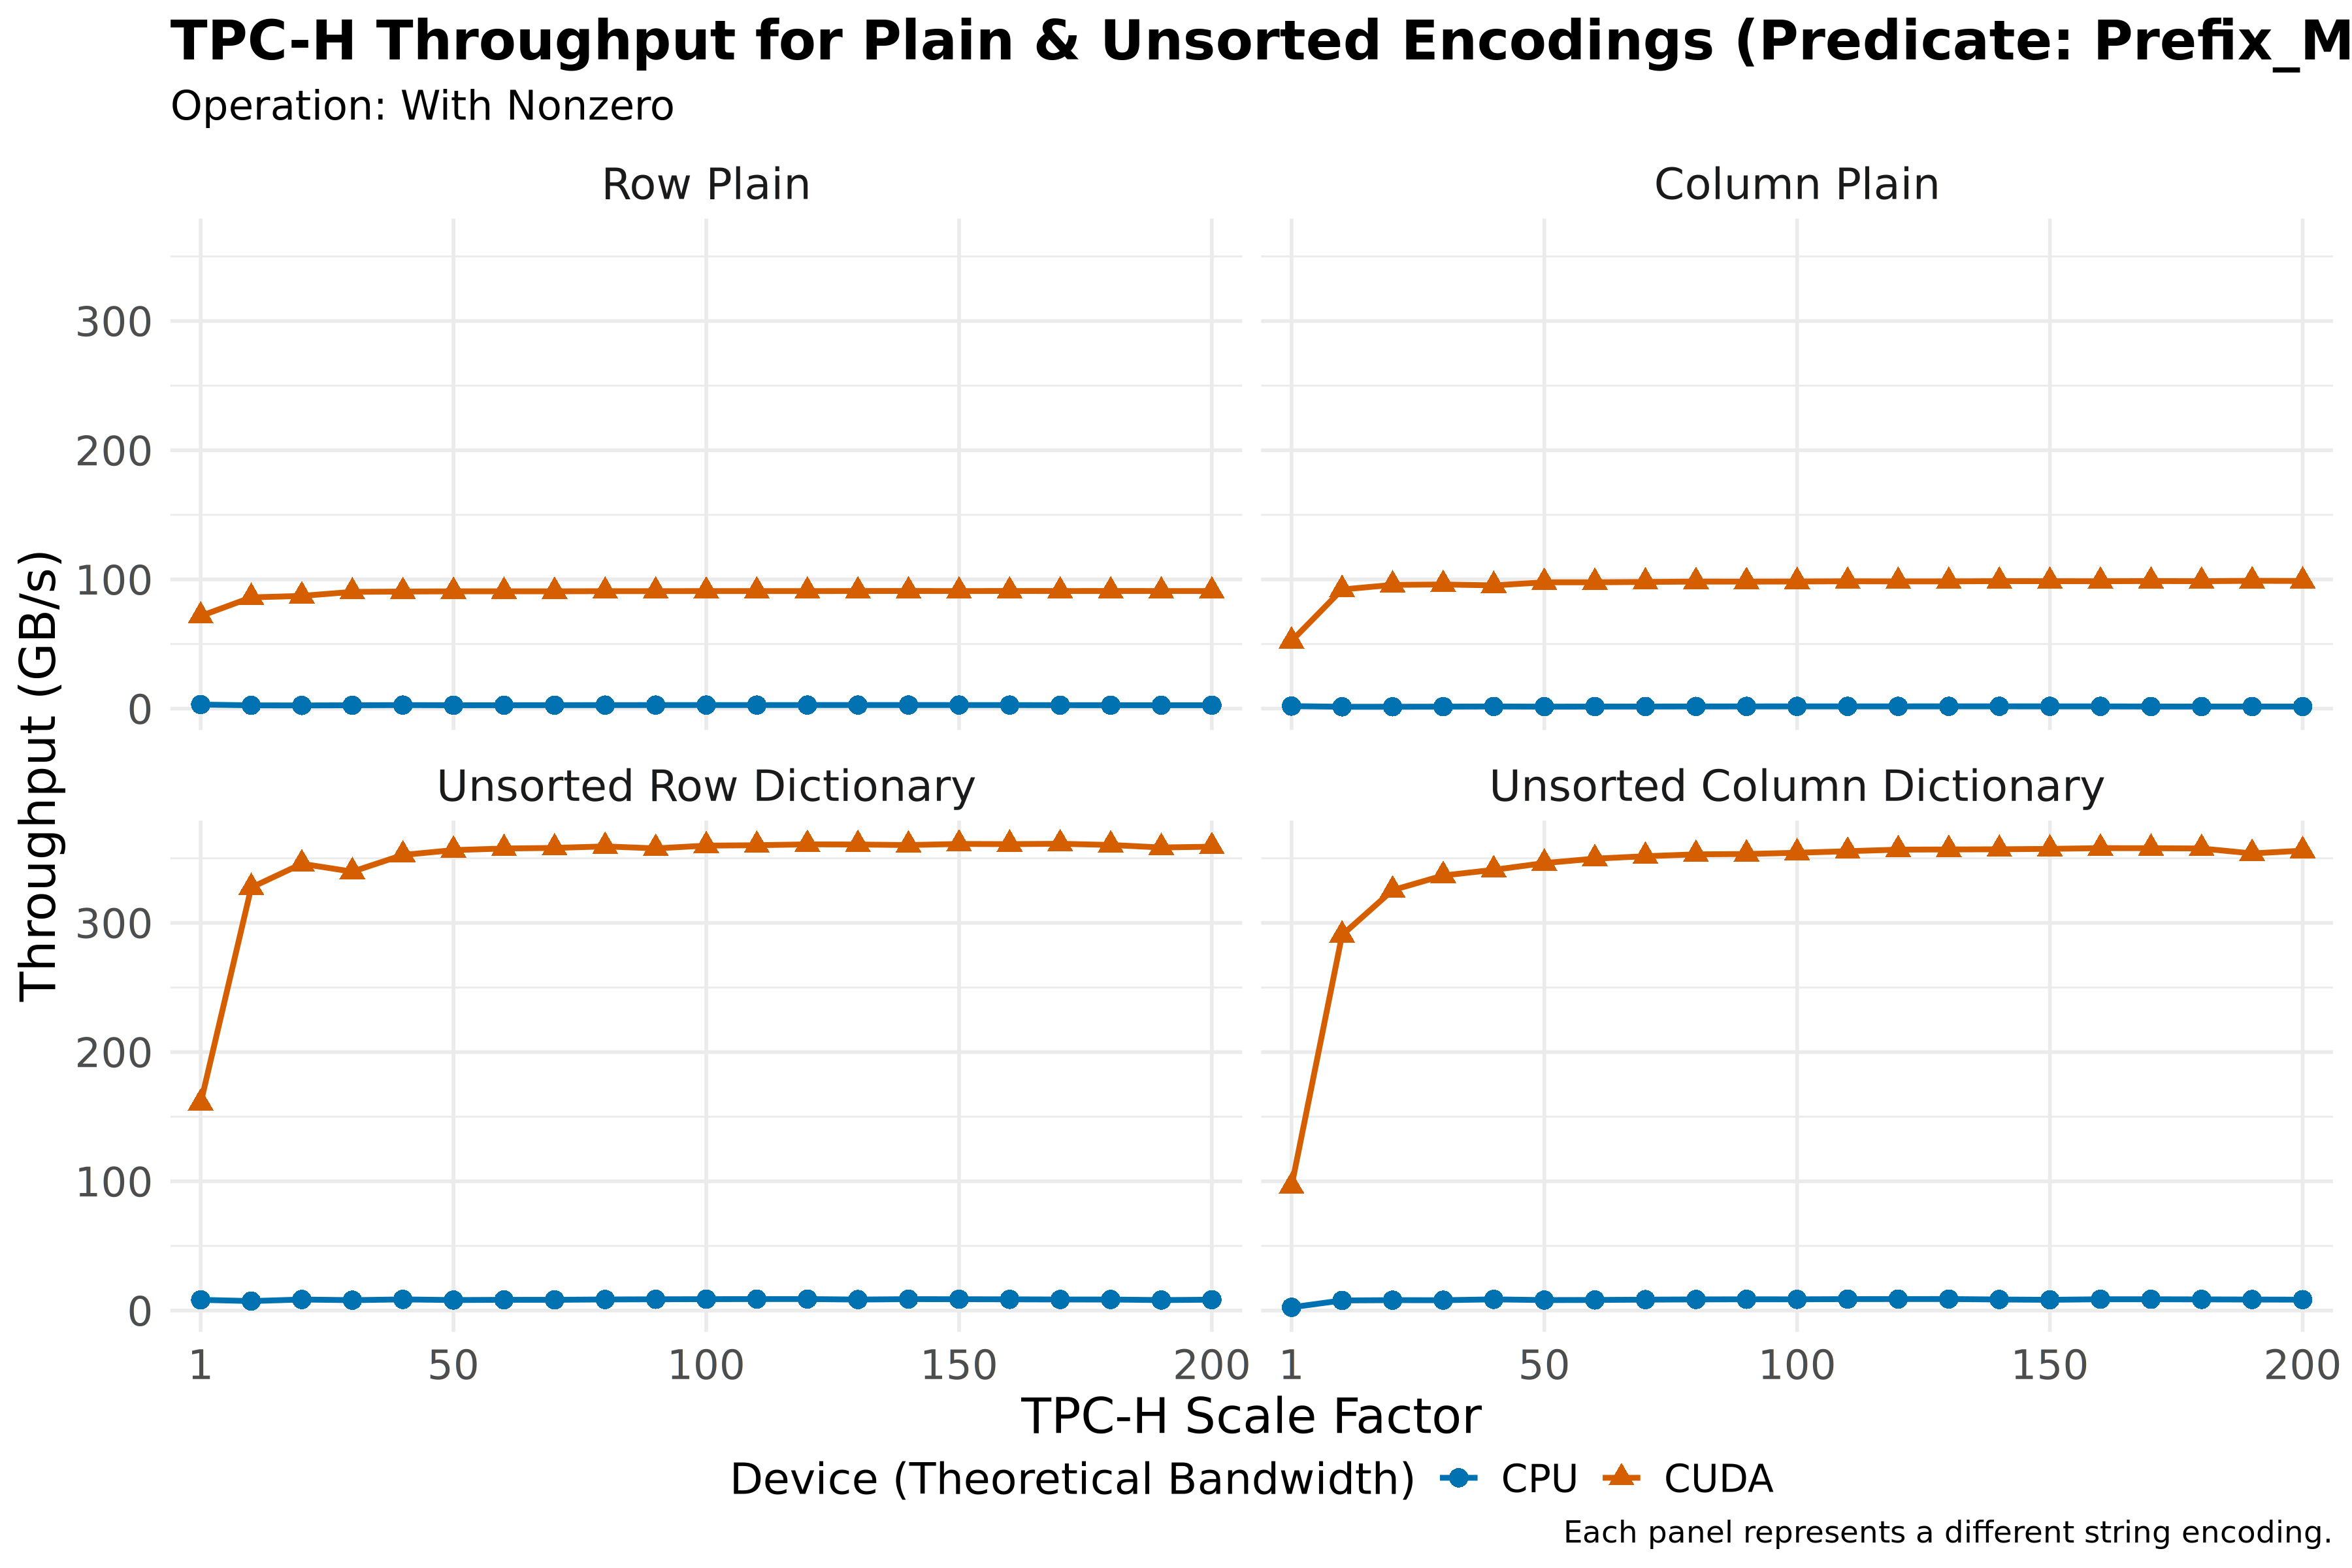 TPC-H Throughput for Plain & Unsorted Encodings (Predicate: Prefix_M
Operation: With Nonzero
Row Plain
Column Plain
300
200
100
0
Unsorted Row Dictionary
Unsorted Column Dictionary
300
200
100
0
Throughput (GB/s)
1 50 100 150 200 1 50 100 150 200
TPC-H Scale Factor
Device (Theoretical Bandwidth) CPU CUDA
Each panel represents a different string encoding.